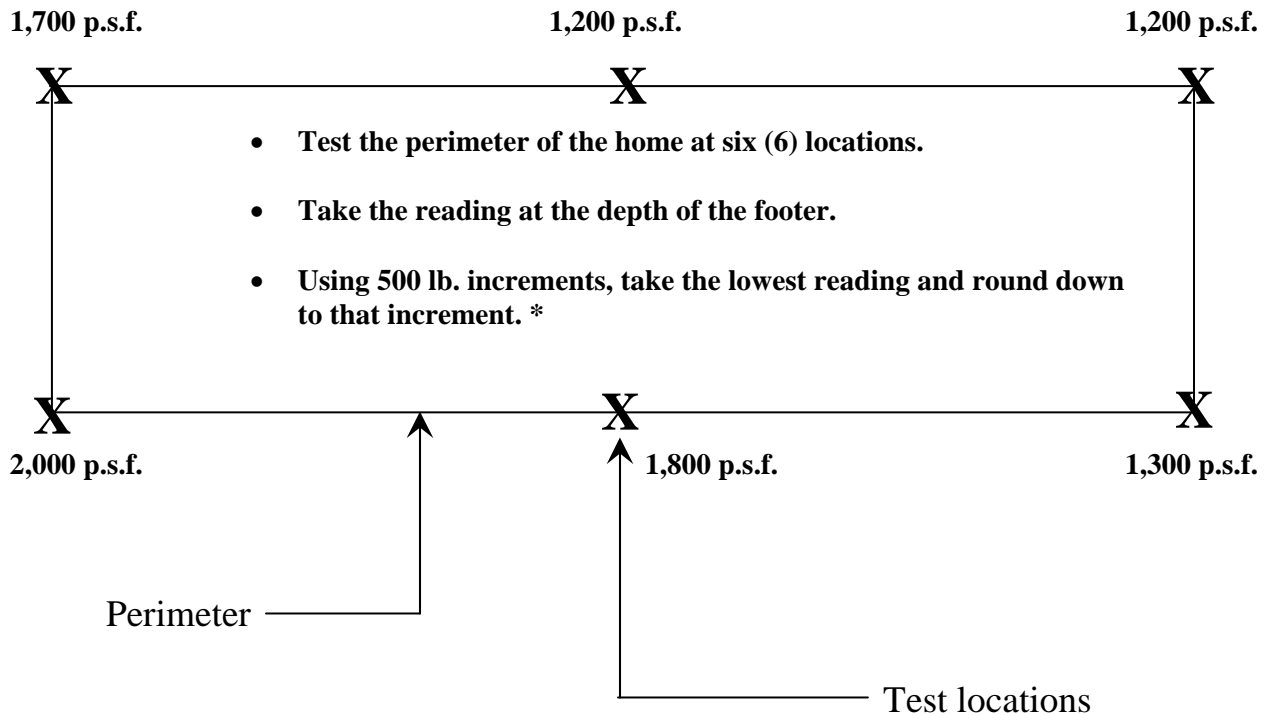 1,700 p.s.f. 1,200 p.s.f. 1,200 p.s.f.
X X X
• Test the perimeter of the home at six (6) locations.
• Take the reading at the depth of the footer.
• Using 500 lb. increments, take the lowest reading and round down
to that increment. *
X X X
2,000 p.s.f. 1,800 p.s.f. 1,300 p.s.f.
Perimeter
Test locations